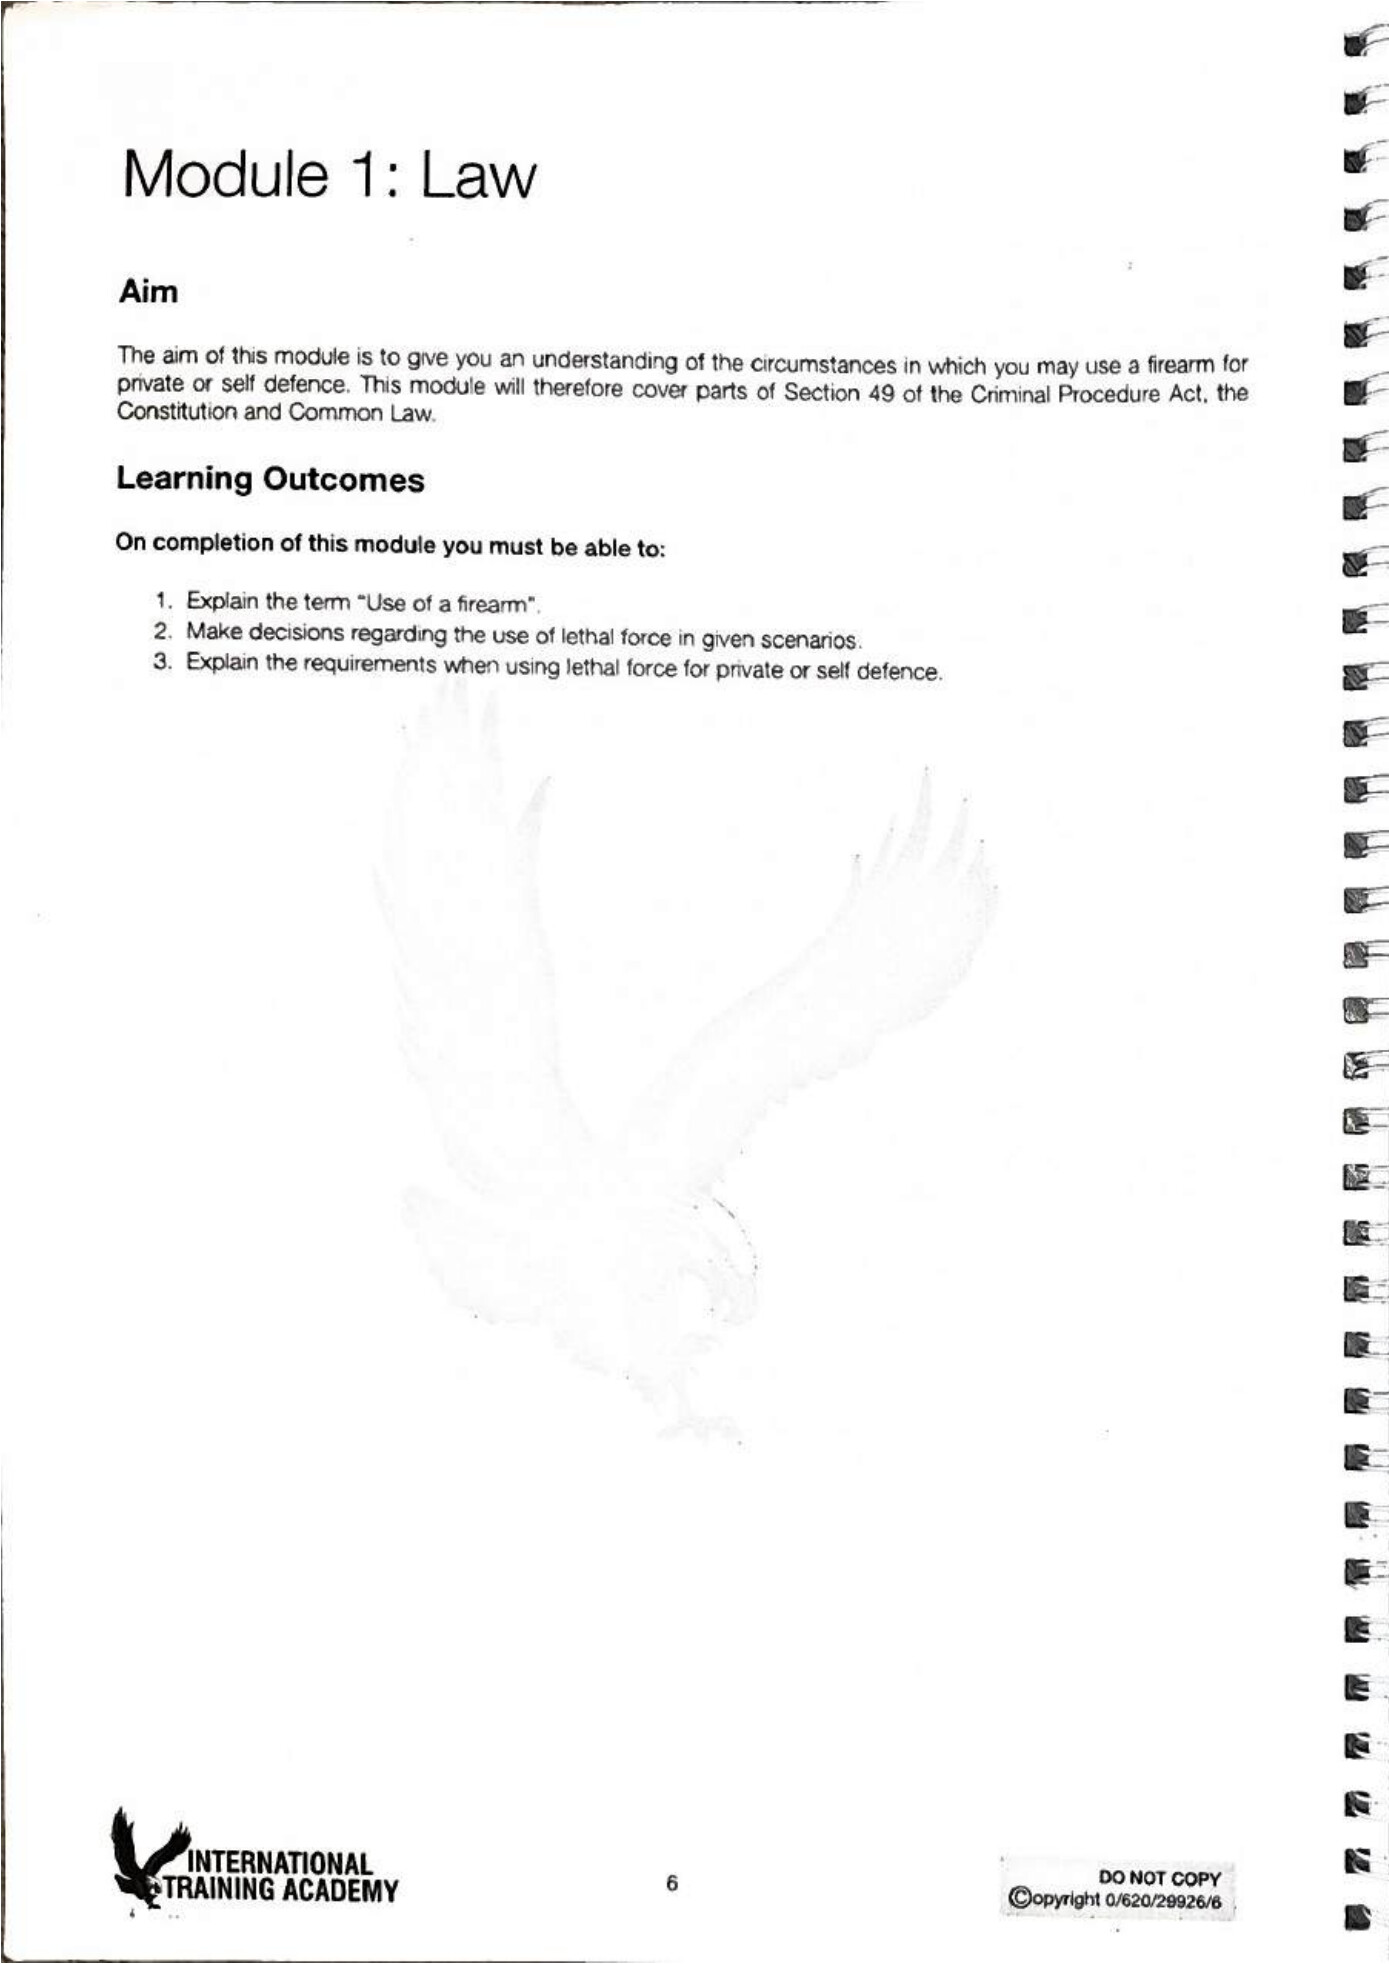 Module 1: Law
Aim
The aim of this module is to give you an understanding of the circumstances in which you may use a firearm for
private or self defence. This module will therefore cover parts of Section 49 of the Criminal Procedure Act, the
Constitution and Common Law.
Learning Outcomes
On completion of this module you must be able to:
1. Explain the term "Use of a firearm".
2. Make decisions regarding the use of lethal force in given scenarios.
3. Explain the requirements when using lethal force for private or self defence.
INTERNATIONAL
TRAINING ACADEMY
6
DO NOT COPY
©opyright 0/620/29926/6